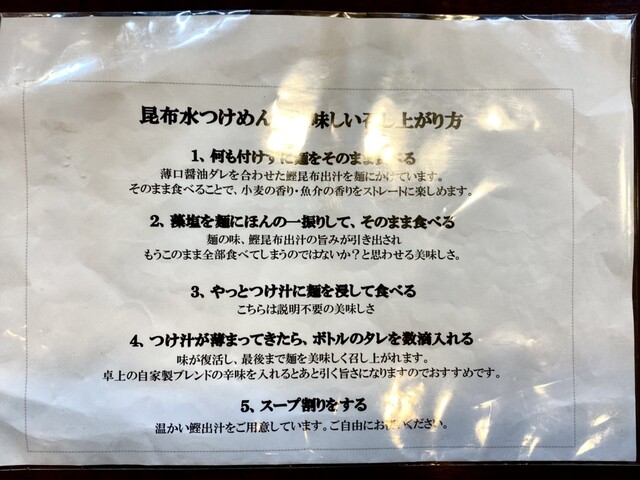 昆布水つけめん 味しい召し上がり方
1、何も付けずに麺をそのまま食べる
薄口醤油ダレを合わせた鰹昆布出汁を麺にかけています。
そのまま食べることで、小麦の香り・魚介の香りをストレートに楽しめます。
2、藻塩を麺にほんの一振りして、そのまま食べる
麺の味、鰹昆布出汁の旨みが引き出され
もうこのまま全部食べてしまうのではないか？と思わせる美味しさ。
3、やっとつけ汁に麺を浸して食べる
こちらは説明不要の美味しさ
4、つけ汁が薄まってきたら、ボトルのタレを数滴入れる
味が復活し、最後まで麺を美味しく召し上がれます。
卓上の自家製ブレンドの辛味を入れるとあと引く旨さになりますのでおすすめです。
5、スープ割りをする
温かい鰹出汁をご用意しています。ご自由にお使いください。